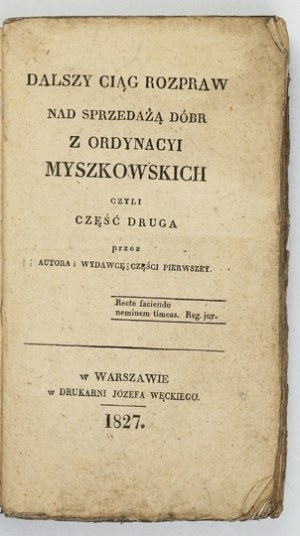 DALSZY CIĄG ROZPRAW
NAD SPRZEDAŻĄ DÓBR
Z ORDYNACYI
MYSZKOWSKICH
CZYLI
CZĘŚĆ DRUGA
przez
AUTORA i WYDAWCĘ CZĘŚCI PIERWSZEY.
Recte faciendo
neminem timeas. Reg. jur.
w WARSZAWIE
w DRUKARNI JÓZEFA WĘCKIEGO.
1827.